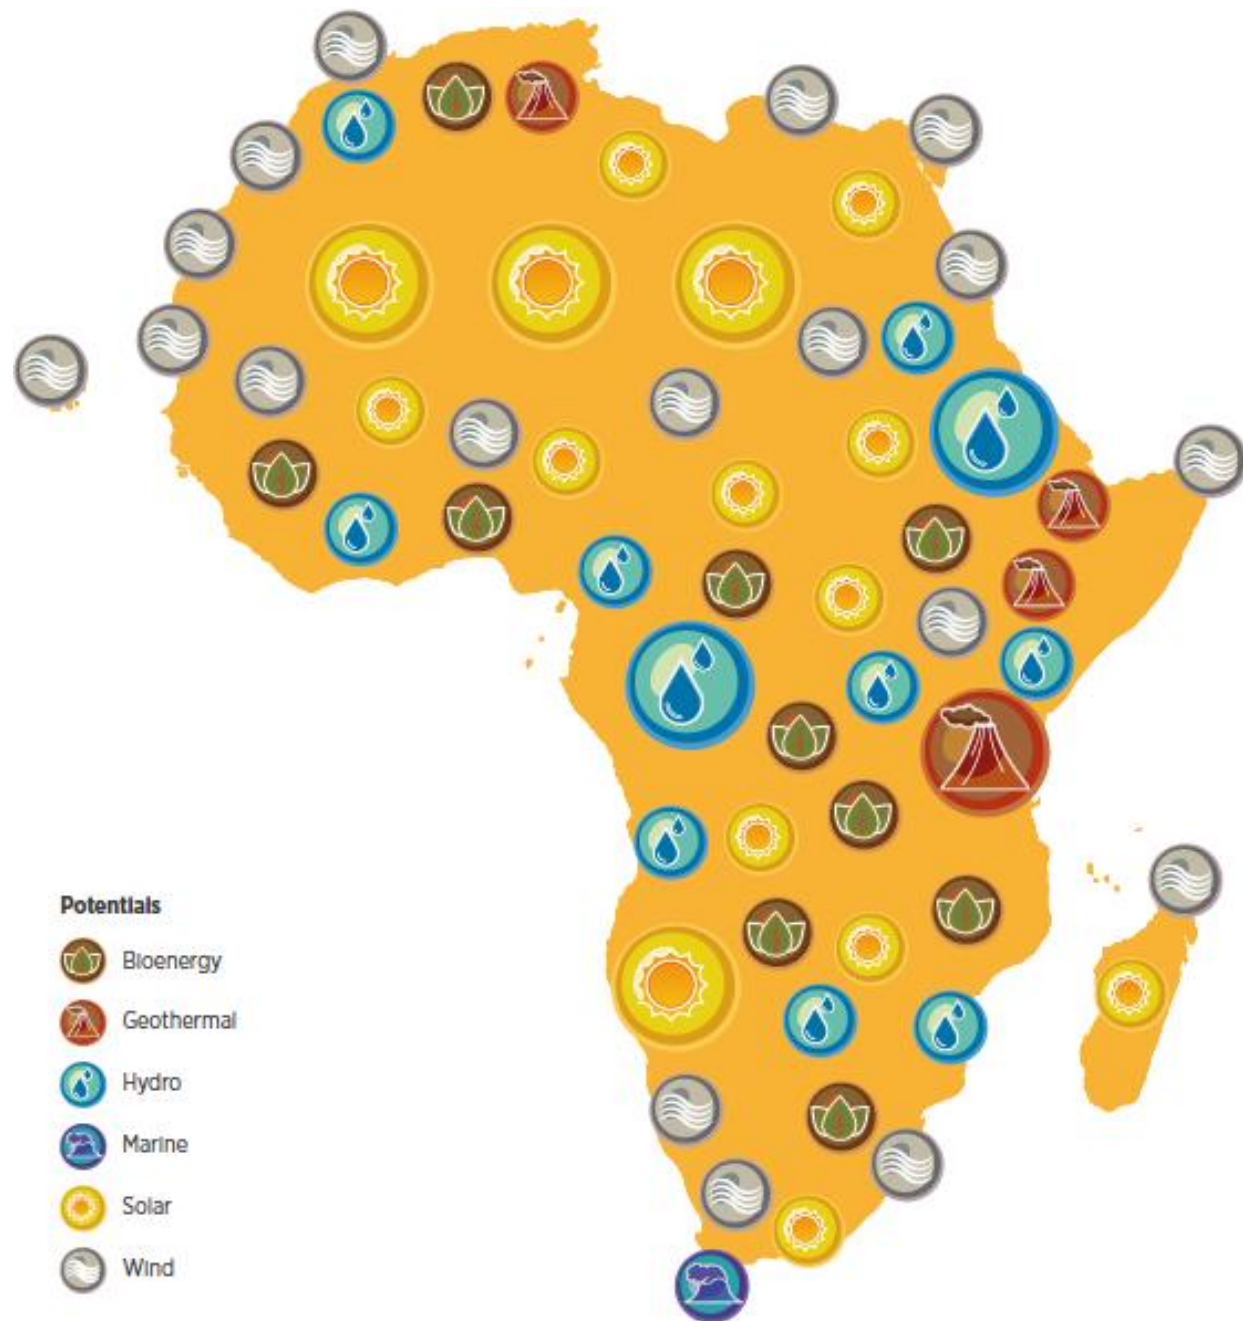 Potentials
Bioenergy
Geothermal
Hydro
Marine
Solar
Wind